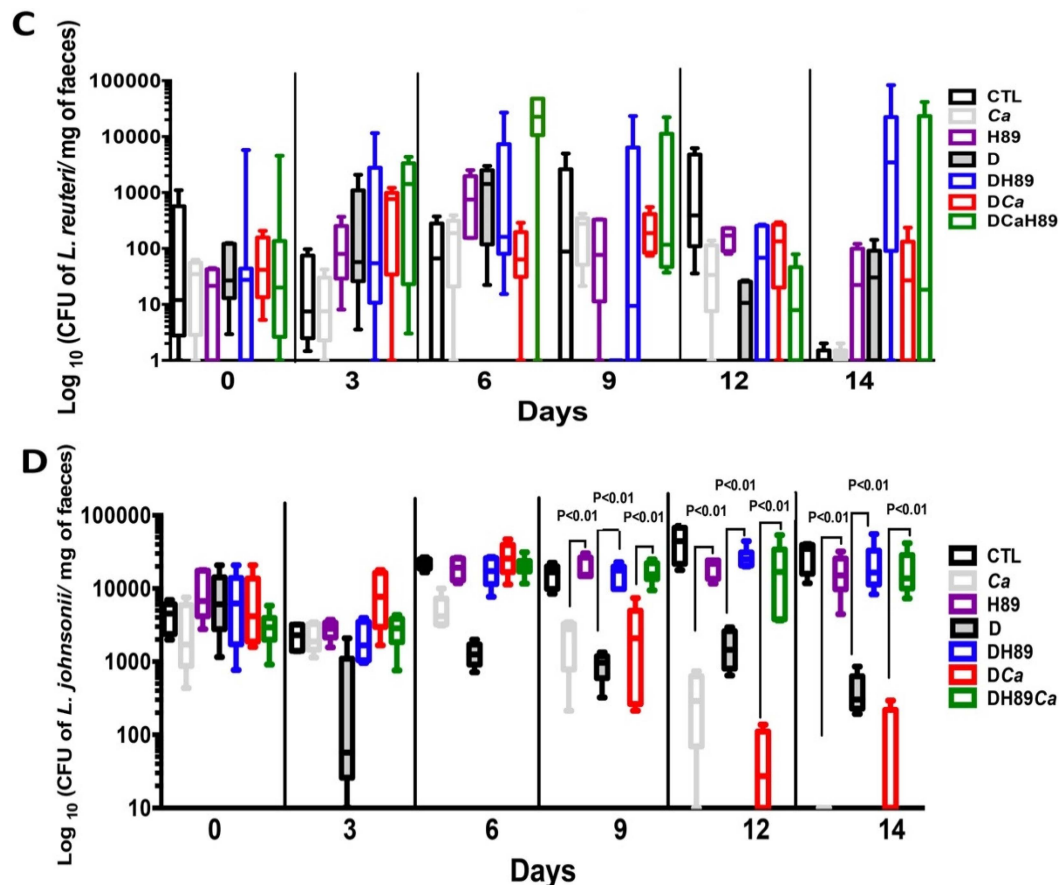 C
Log 10 (CFU of L. reuteri/ mg of faeces)
100000
10000
1000
100
10
1
0 3 6 9 12 14
Days
CTL
Ca
H89
D
DH89
DCa
DCaH89
D
Log 10 (CFU of L. johnsonii/ mg of faeces)
100000
10000
1000
100
10
P<0.01
P<0.01 P<0.01
P<0.01
P<0.01 P<0.01
P<0.01
P<0.01 P<0.01
0 3 6 9 12 14
Days
CTL
Ca
H89
D
DH89
DCa
DH89Ca